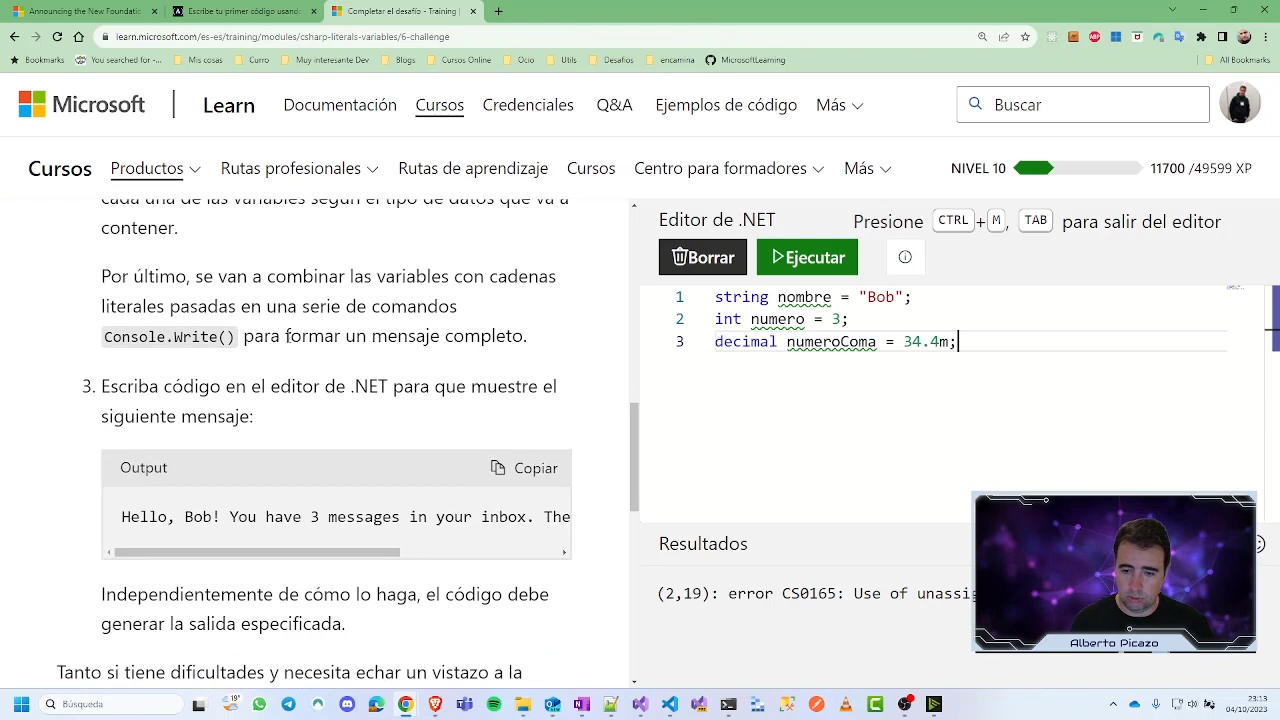 Announcing the New Foundatic
Escribe tu primer código usando
Completar el desafío - Training |
learn.microsoft.com/es-es/training/modules/csharp-literals-variables/6-challenge
Bookmarks
You searched for -...
Mis cosas
Curro
Muy interesante Dev
Blogs
Cursos Online
Ocio
Utils
Desafios
encamina
MicrosoftLearning
All Bookmarks
Microsoft
Learn
Documentación
Cursos
Credenciales
Q&A
Ejemplos de código
Más
Buscar
Cursos
Productos
Rutas profesionales
Rutas de aprendizaje
Cursos
Centro para formadores
Más
NIVEL 10
11700 /49599 XP
cada una de las variables según el tipo de datos que va a
contener.
Por último, se van a combinar las variables con cadenas
literales pasadas en una serie de comandos
Console.Write() para formar un mensaje completo.
3. Escriba código en el editor de .NET para que muestre el
siguiente mensaje:
Output
Copiar
Hello, Bob! You have 3 messages in your inbox. The
Independientemente de cómo lo haga, el código debe
generar la salida especificada.
Tanto si tiene dificultades y necesita echar un vistazo a la
Editor de .NET
Presione CTRL + M, TAB para salir del editor
Borrar
Ejecutar
1 string nombre = "Bob";
2 int numero = 3;
3 decimal numeroComa = 34.4m;
Resultados
(2,19): error CS0165: Use of unassig
Alberto Picazo
19°
Búsqueda
23:13
04/10/2023